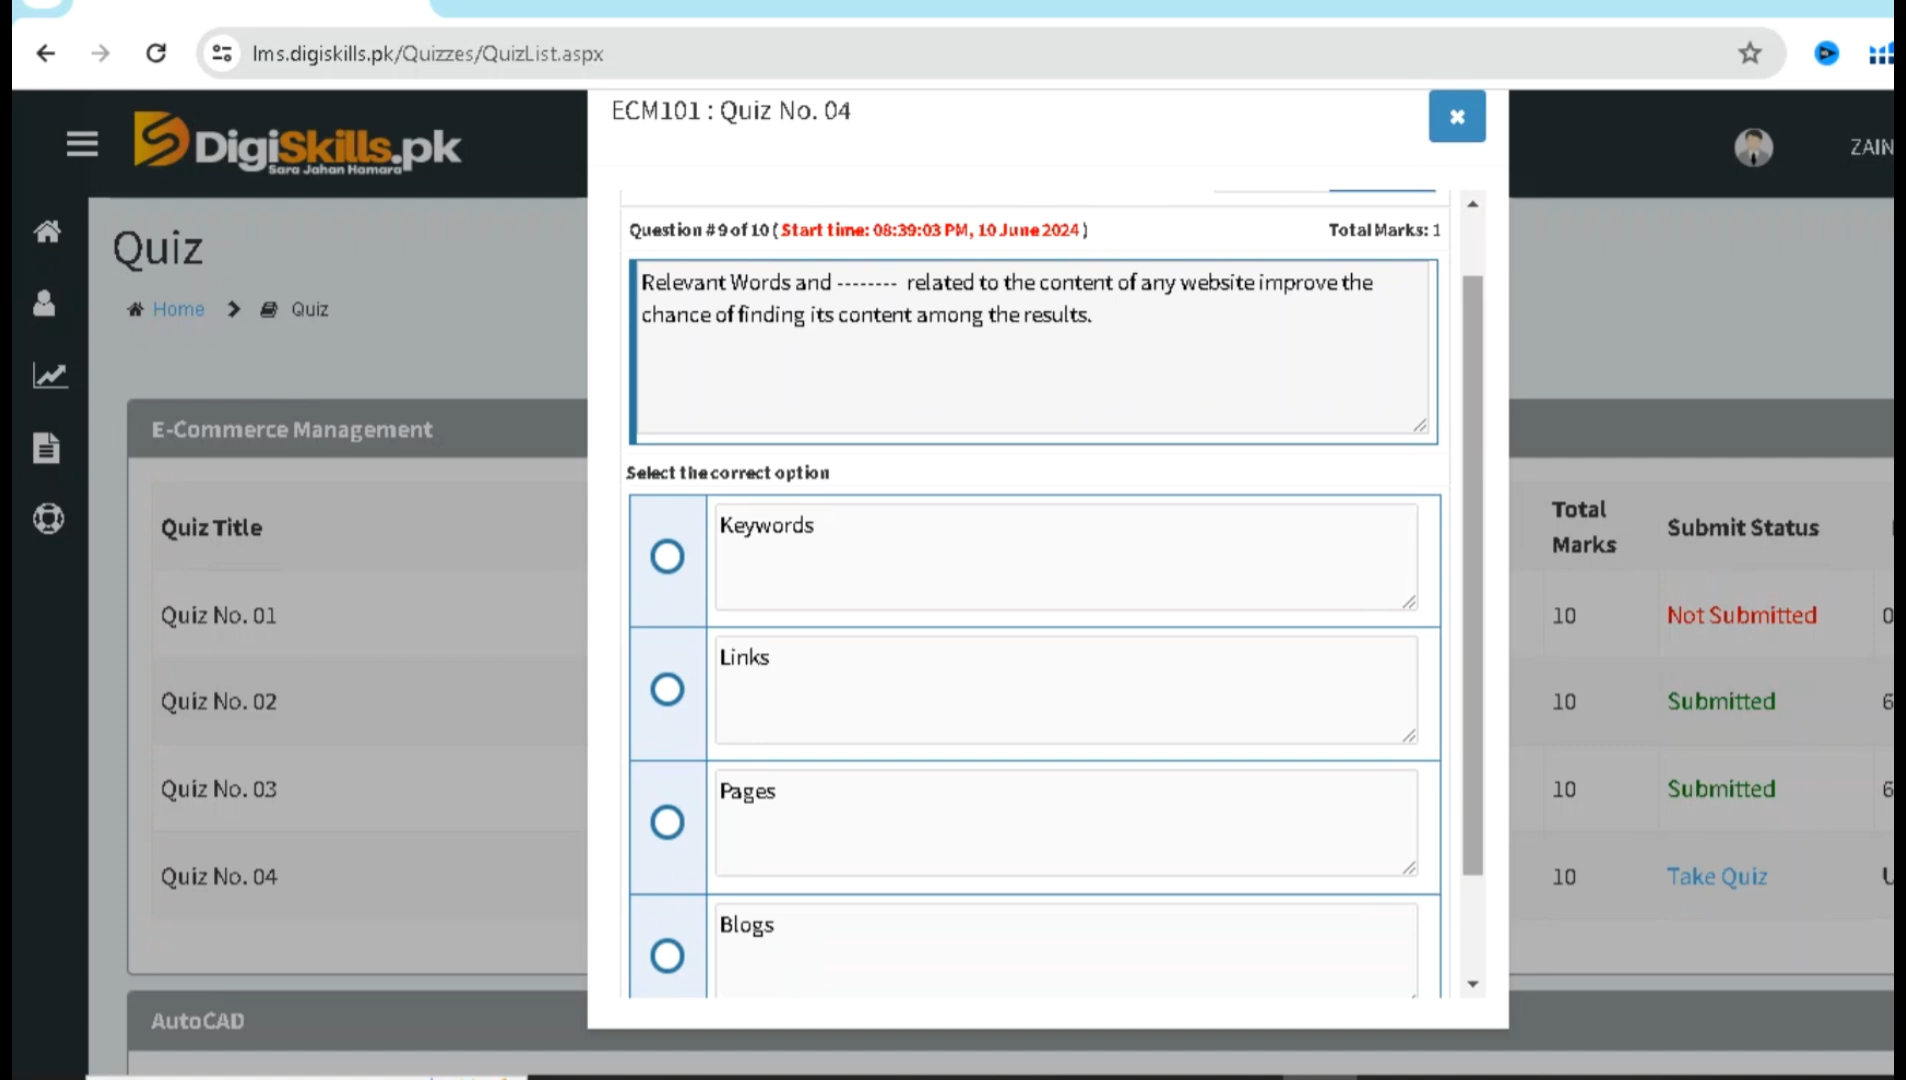 lms.digiskills.pk/Quizzes/QuizList.aspx
ECM101 : Quiz No. 04
DigiSkills.pk
Sara Jahan Hamara
ZAIN
Question # 9 of 10 ( Start time: 08:39:03 PM, 10 June 2024 )
Total Marks: 1
Quiz
Home
Quiz
Relevant Words and -------- related to the content of any website improve the
chance of finding its content among the results.
E-Commerce Management
Select the correct option
Quiz Title
Total
Marks
Submit Status
Keywords
Quiz No. 01
10
Not Submitted
0
Links
Quiz No. 02
10
Submitted
6
Pages
Quiz No. 03
10
Submitted
6
Quiz No. 04
10
Take Quiz
Blogs
AutoCAD